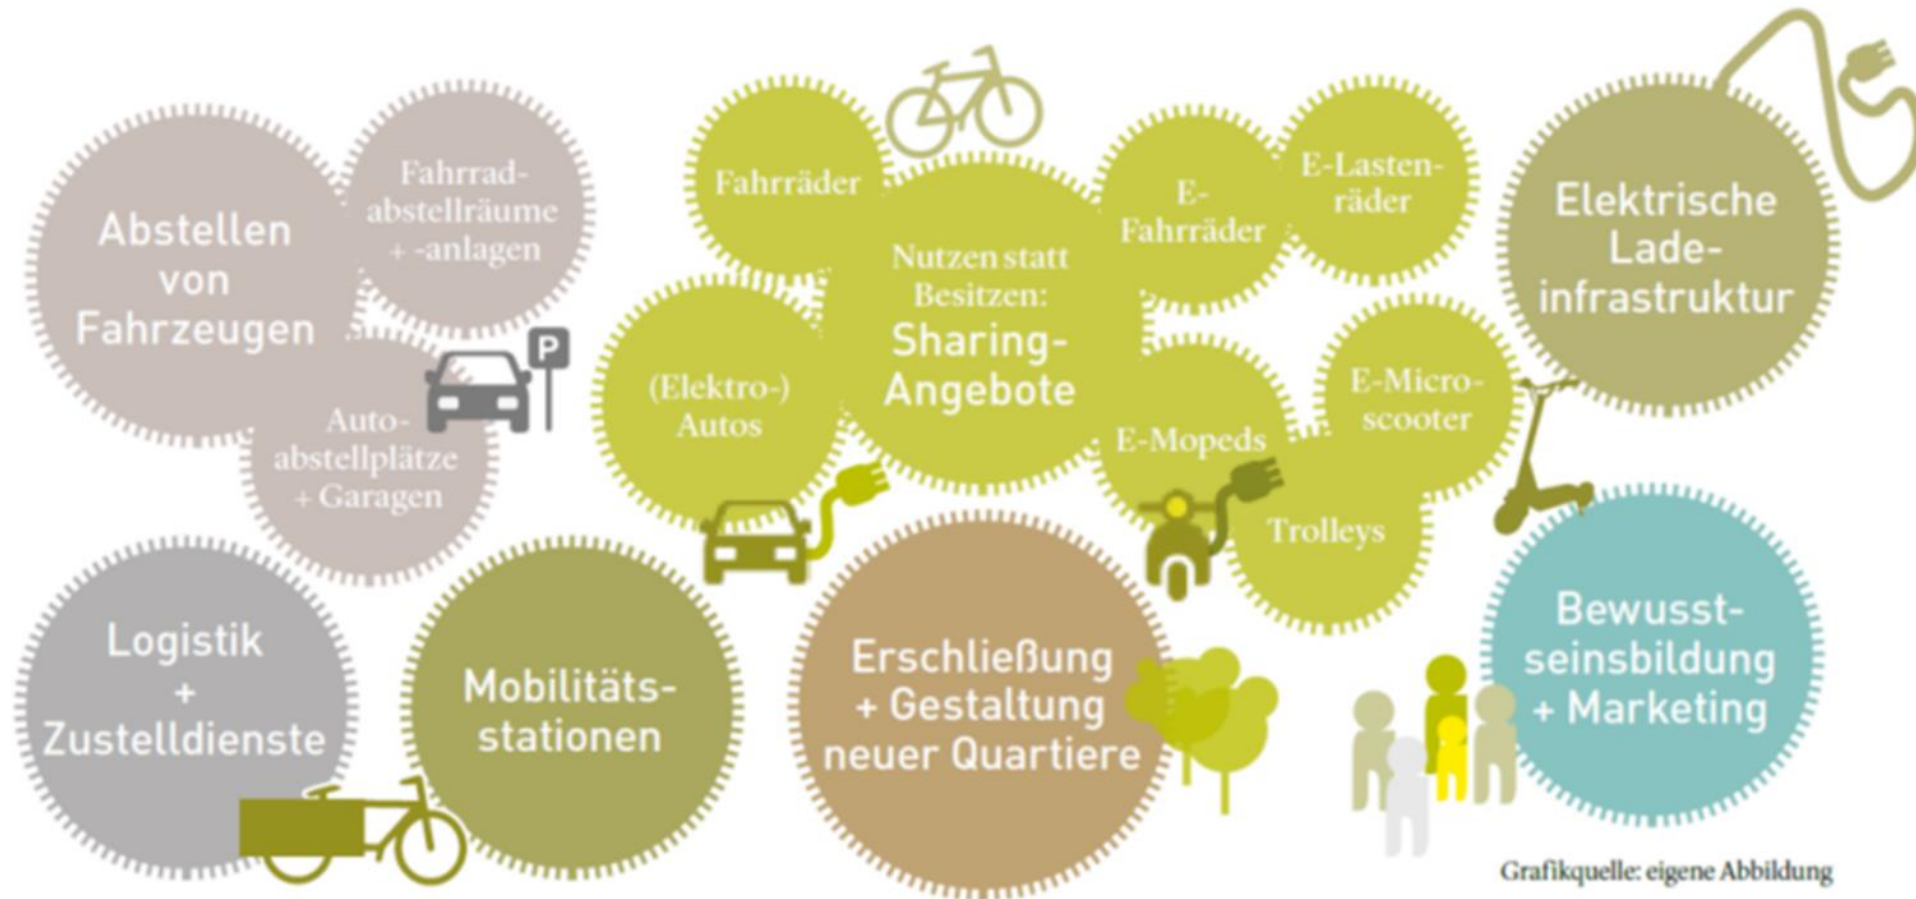 Abstellen
von
Fahrzeugen
Fahrrad-
abstellräume
+ -anlagen
Auto-
abstellplätze
+ Garagen
P
Fahrräder
(Elektro-)
Autos
Nutzen statt
Besitzen:
Sharing-
Angebote
E-
Fahrräder
E-Lasten-
räder
E-Mopeds
E-Micro-
scooter
Trolleys
Elektrische
Lade-
infrastruktur
Logistik
+
Zustelldienste
Mobilitäts-
stationen
Erschließung
+ Gestaltung
neuer Quartiere
Bewusst-
seinsbildung
+ Marketing
Grafikquelle: eigene Abbildung